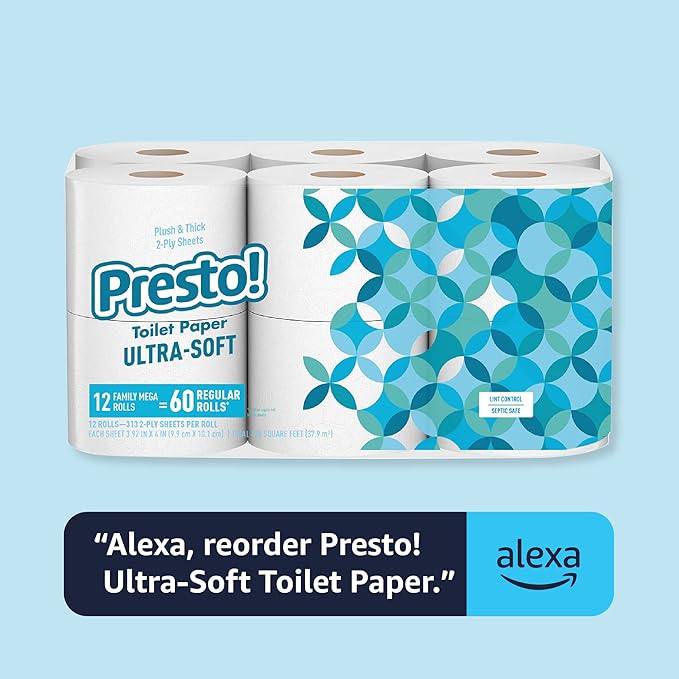 Plush & Thick
2-Ply Sheets
Presto!
Toilet Paper
ULTRA-SOFT
12 FAMILY MEGA ROLLS = 60 REGULAR ROLLS*
12 ROLLS—313 2-PLY SHEETS PER ROLL
EACH SHEET 3.92 IN X 4 IN (9.9 cm X 10.1 cm) SQUARE FEET (37.9 m²)
LINT CONTROL
SEPTIC SAFE
“Alexa, reorder Presto!
Ultra-Soft Toilet Paper.”
alexa